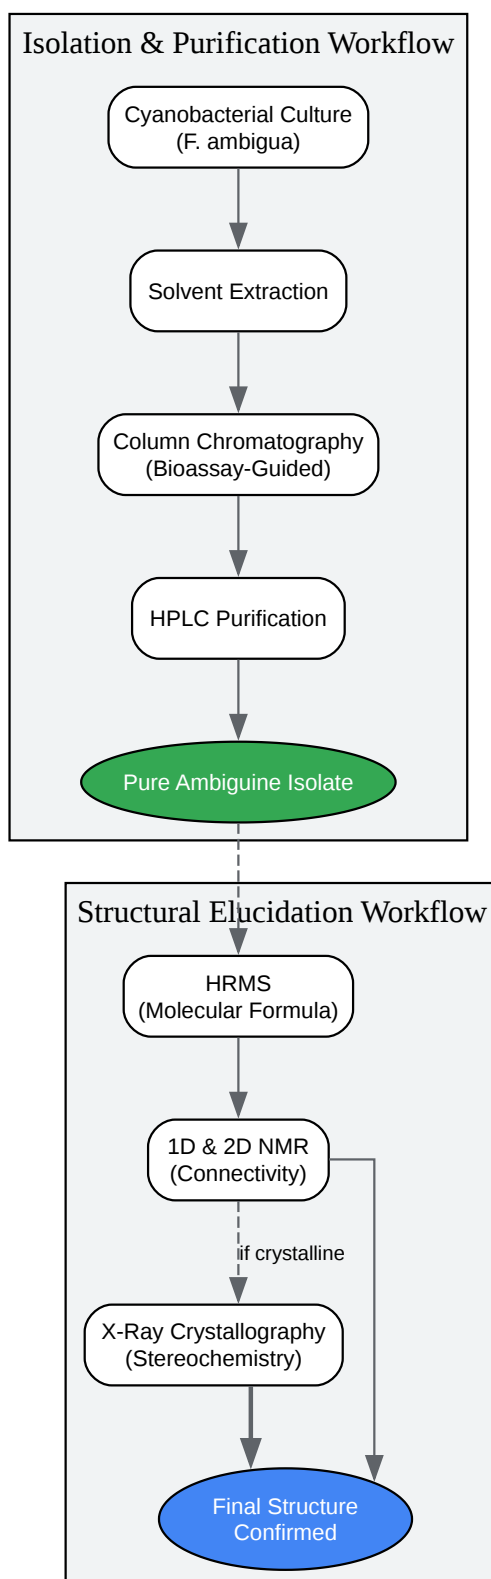 Isolation & Purification Workflow
Cyanobacterial Culture
(F. ambigua)
Solvent Extraction
Column Chromatography
(Bioassay-Guided)
HPLC Purification
Pure Ambiguine Isolate
Structural Elucidation Workflow
HRMS
(Molecular Formula)
1D & 2D NMR
(Connectivity)
if crystalline
X-Ray Crystallography
(Stereochemistry)
Final Structure
Confirmed